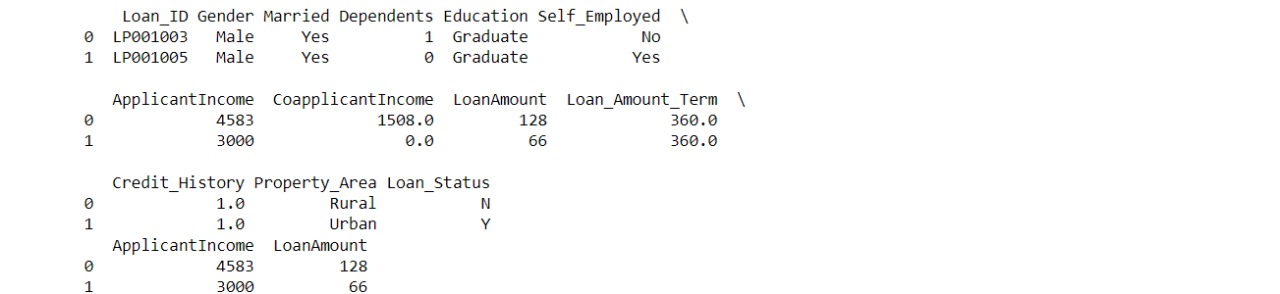 Loan_ID Gender Married Dependents Education Self_Employed \
0 LP001003 Male Yes 1 Graduate No
1 LP001005 Male Yes 0 Graduate Yes
ApplicantIncome CoapplicantIncome LoanAmount Loan_Amount_Term \
0 4583 1508.0 128 360.0
1 3000 0.0 66 360.0
Credit_History Property_Area Loan_Status
0 1.0 Rural N
1 1.0 Urban Y
ApplicantIncome LoanAmount
0 4583 128
1 3000 66